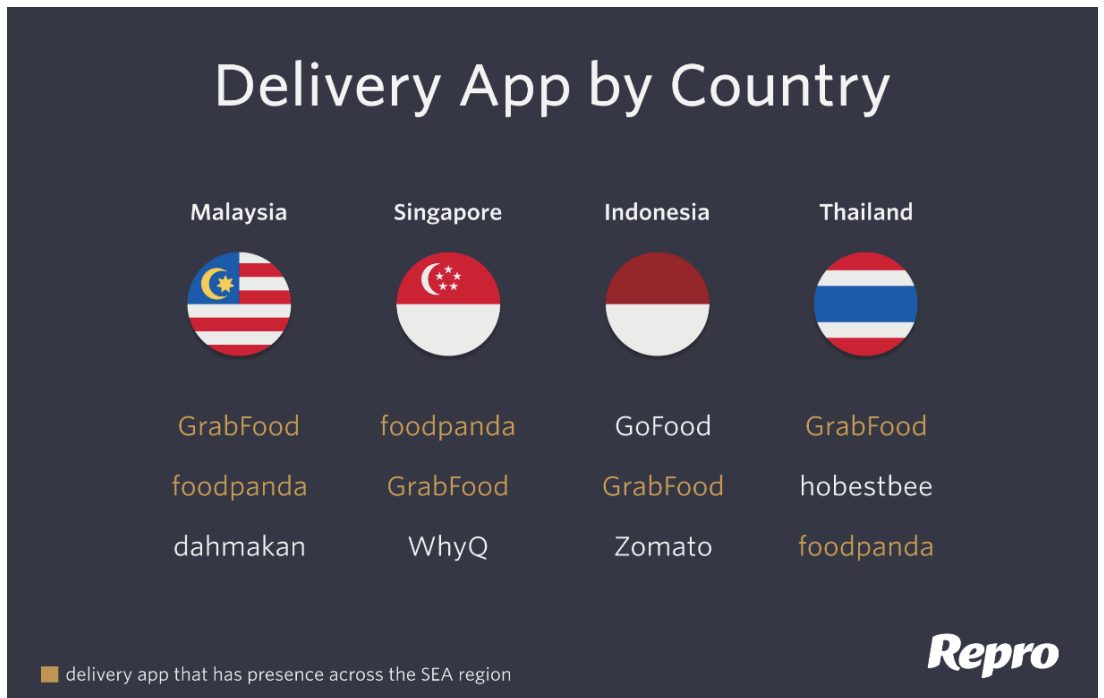 Delivery App by Country
Malaysia
Singapore
Indonesia
Thailand
GrabFood
foodpanda
GoFood
GrabFood
foodpanda
GrabFood
GrabFood
hobestbee
dahmakan
WhyQ
Zomato
foodpanda
delivery app that has presence across the SEA region
Repro